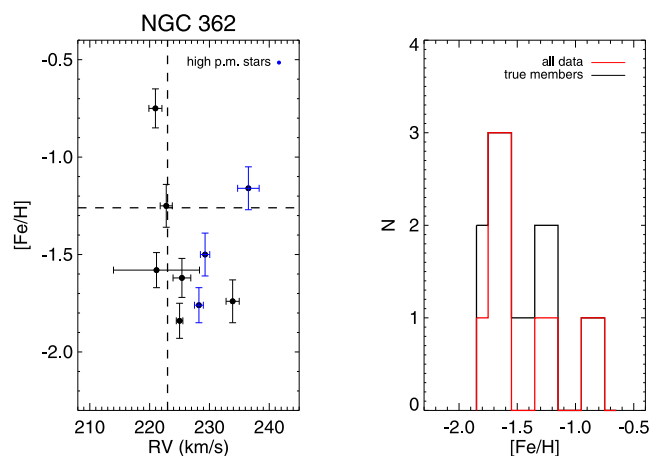 NGC 362
high p.m. stars
[Fe/H]
-0.5
-1.0
-1.5
-2.0
210
220
230
240
RV (km/s)
all data
true members
N
4
3
2
1
0
-2.0
-1.5
-1.0
-0.5
[Fe/H]